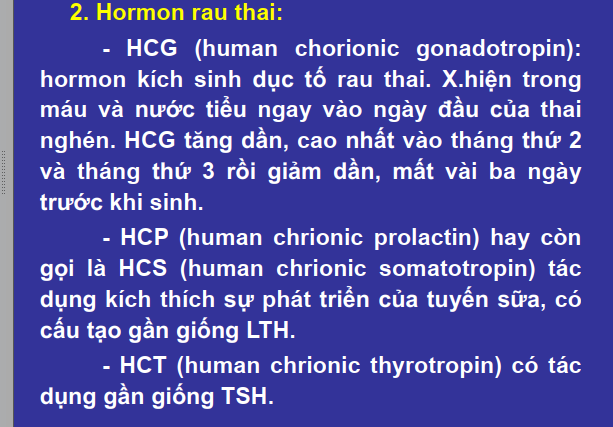 2. Hormon rau thai:
- HCG (human chorionic gonadotropin):
hormon kích sinh dục tố rau thai. X.hiện trong
máu và nước tiểu ngay vào ngày đầu của thai
nghén. HCG tăng dần, cao nhất vào tháng thứ 2
và tháng thứ 3 rồi giảm dần, mất vài ba ngày
trước khi sinh.
- HCP (human chrionic prolactin) hay còn
gọi là HCS (human chrionic somatotropin) tác
dụng kích thích sự phát triển của tuyến sữa, có
cấu tạo gần giống LTH.
- HCT (human chrionic thyrotropin) có tác
dụng gần giống TSH.